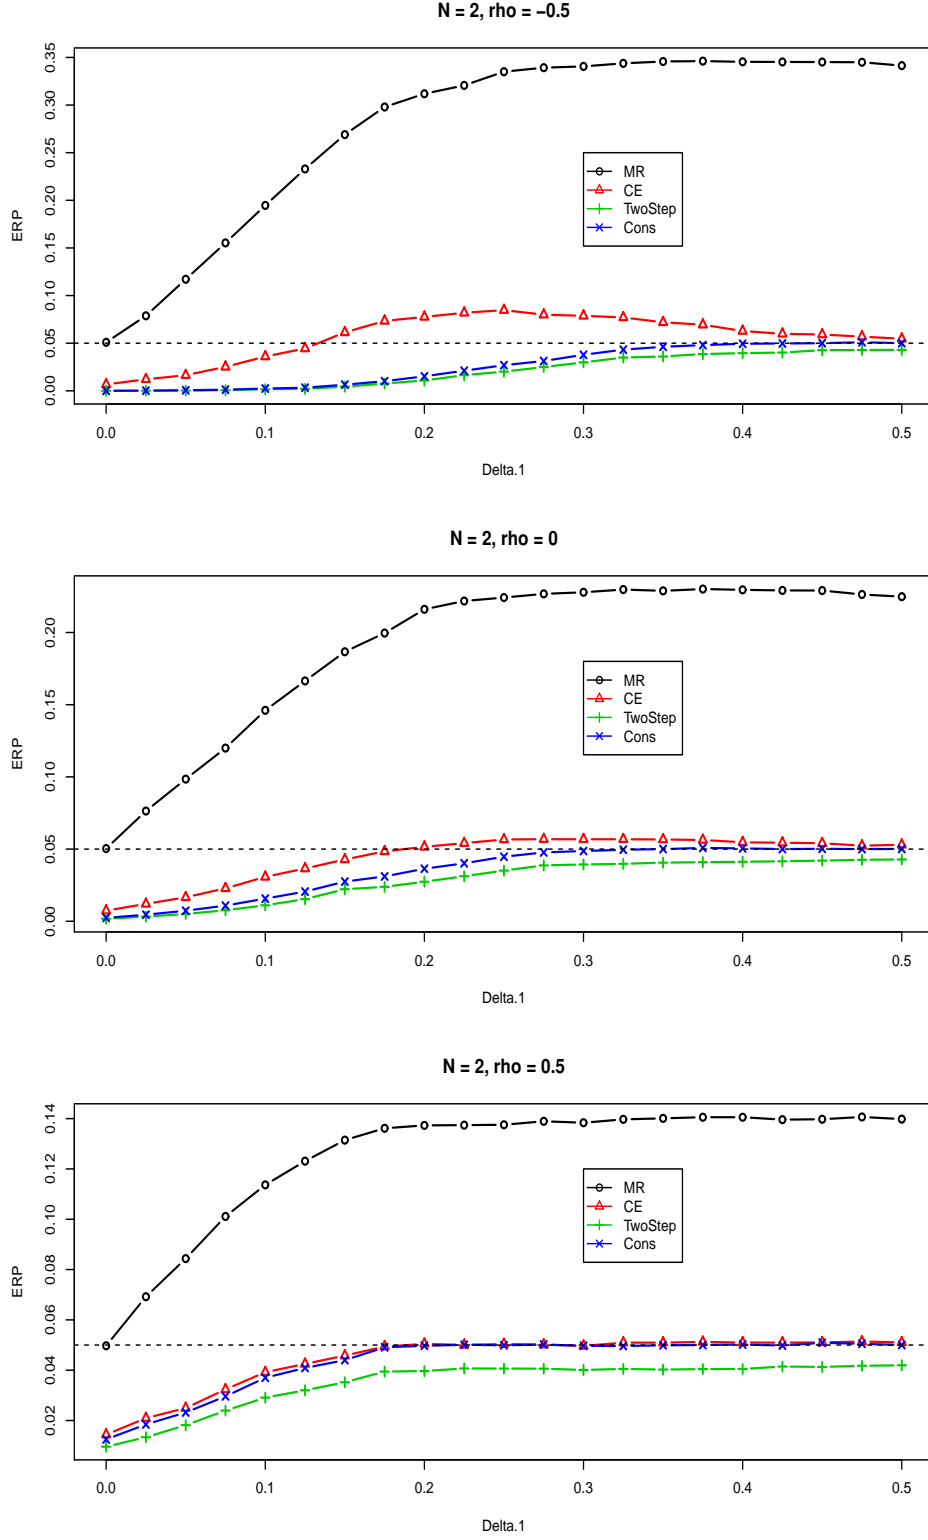 N = 2, rho = −0.5
0.35
0.30
0.25
0.20
0.15
0.10
0.05
0.00
ERP
MR
CE
TwoStep
Cons
0.0 0.1 0.2 0.3 0.4 0.5
Delta.1
N = 2, rho = 0
0.20
0.15
0.10
0.05
0.00
ERP
MR
CE
TwoStep
Cons
0.0 0.1 0.2 0.3 0.4 0.5
Delta.1
N = 2, rho = 0.5
0.14
0.12
0.10
0.08
0.06
0.04
0.02
ERP
MR
CE
TwoStep
Cons
0.0 0.1 0.2 0.3 0.4 0.5
Delta.1